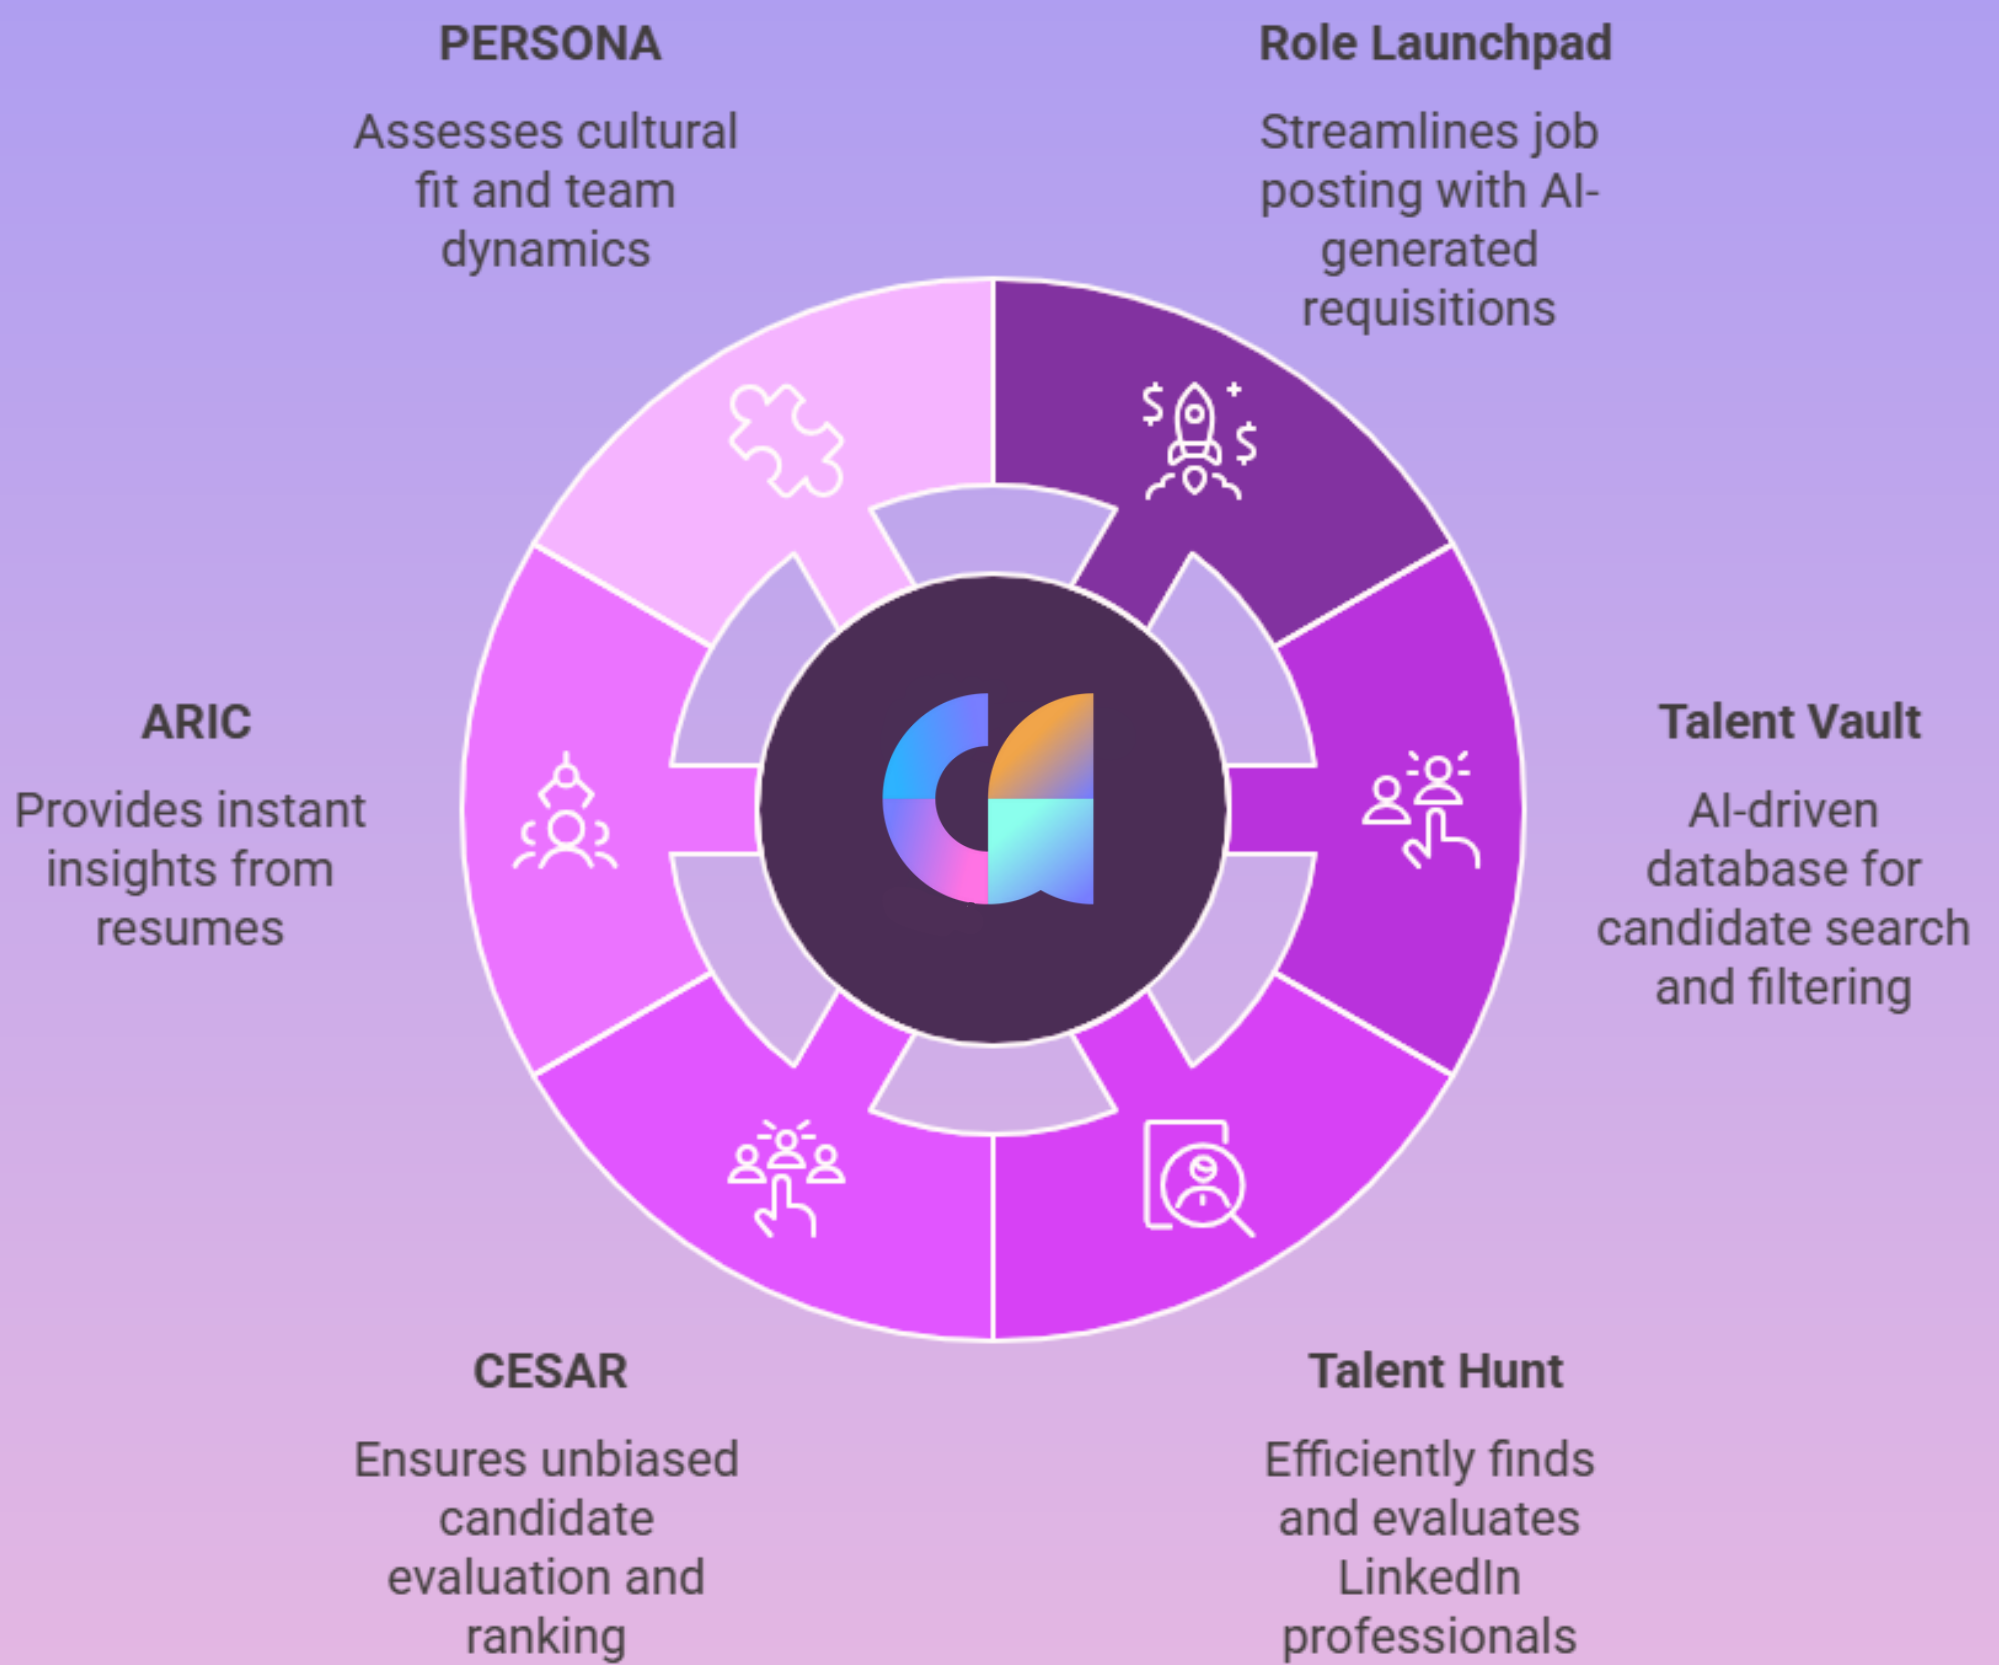 PERSONA
Assesses cultural
fit and team
dynamics
Role Launchpad
Streamlines job
posting with AI-
generated
requisitions
ARIC
Provides instant
insights from
resumes
Talent Vault
AI-driven
database for
candidate search
and filtering
CESAR
Ensures unbiased
candidate
evaluation and
ranking
Talent Hunt
Efficiently finds
and evaluates
LinkedIn
professionals